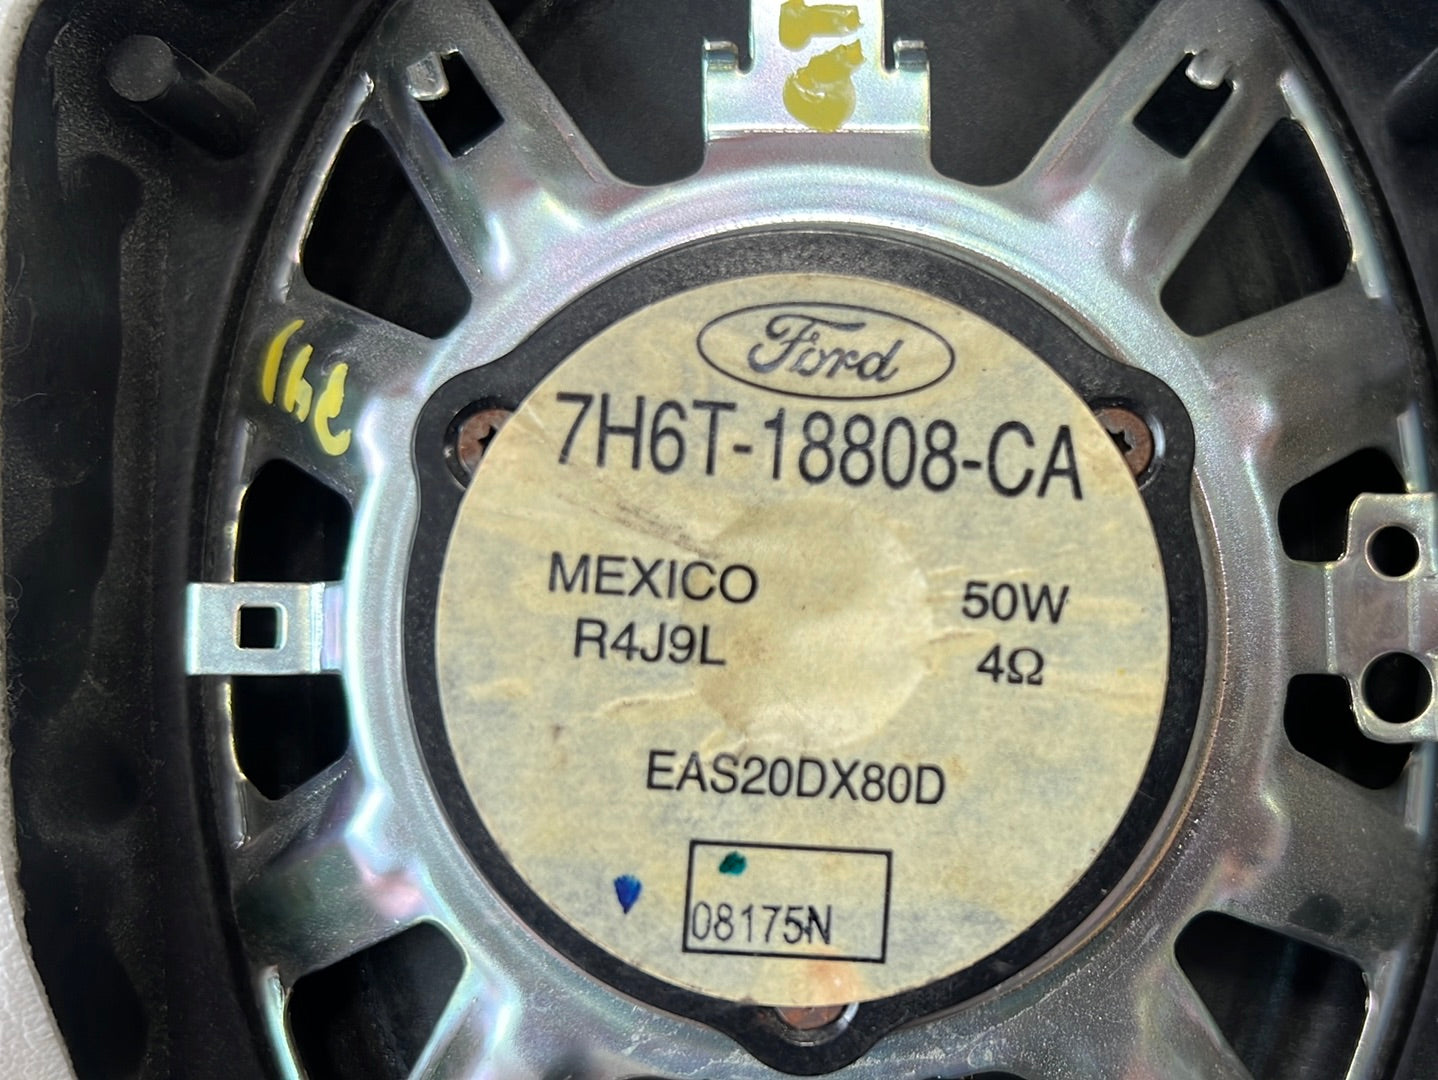 Ford
7H6T-18808-CA
MEXICO
50W
R4J9L
4Ω
EAS20DX80D
08175N